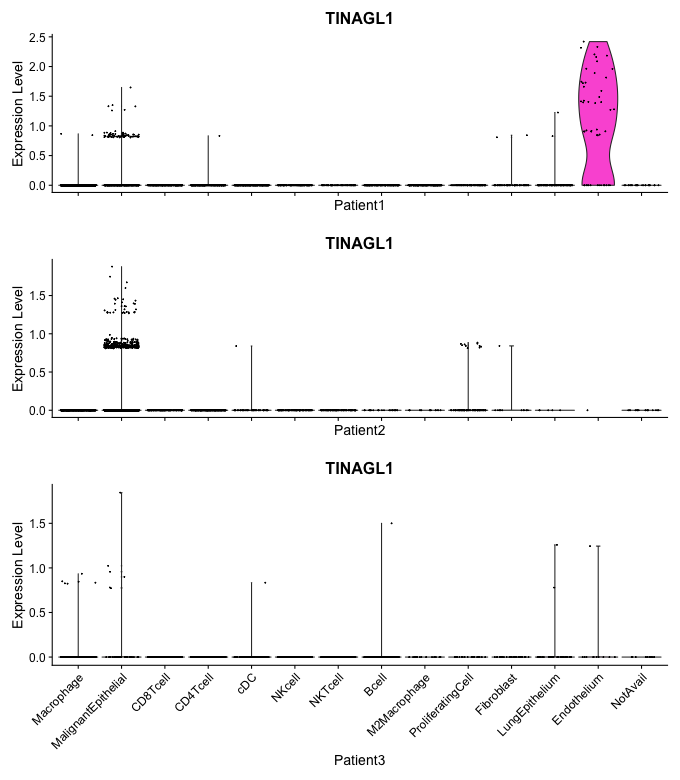 TINAGL1
Expression Level
2.5
2.0
1.5
1.0
0.5
0.0
Patient1
TINAGL1
Expression Level
1.5
1.0
0.5
0.0
Patient2
TINAGL1
Expression Level
1.5
1.0
0.5
0.0
Macrophage
MalignantEpithelial
CD8Tcell
CD4Tcell
cDC
NKcell
NKTcell
Bcell
M2Macrophage
ProliferatingCell
Fibroblast
LungEpithelium
Endothelium
NotAvail
Patient3